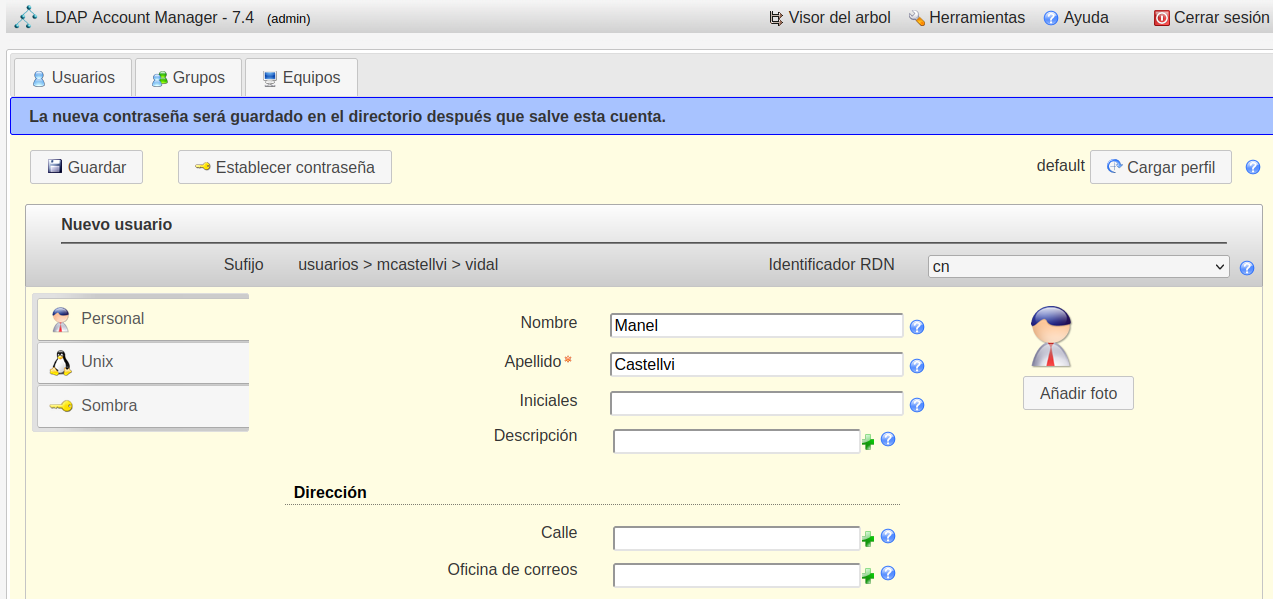 LDAP Account Manager - 7.4 (admin) Visor del arbol Herramientas Ayuda Cerrar sesión
Usuarios Grupos Equipos
La nueva contraseña será guardado en el directorio después que salve esta cuenta.
Guardar Establecer contraseña default Cargar perfil
Nuevo usuario
Sufijo usuarios > mcastellvi > vidal Identificador RDN cn
Personal
Unix
Sombra
Nombre Manel
Apellido* Castellvi
Iniciales
Descripción
Añadir foto
Dirección
Calle
Oficina de correos